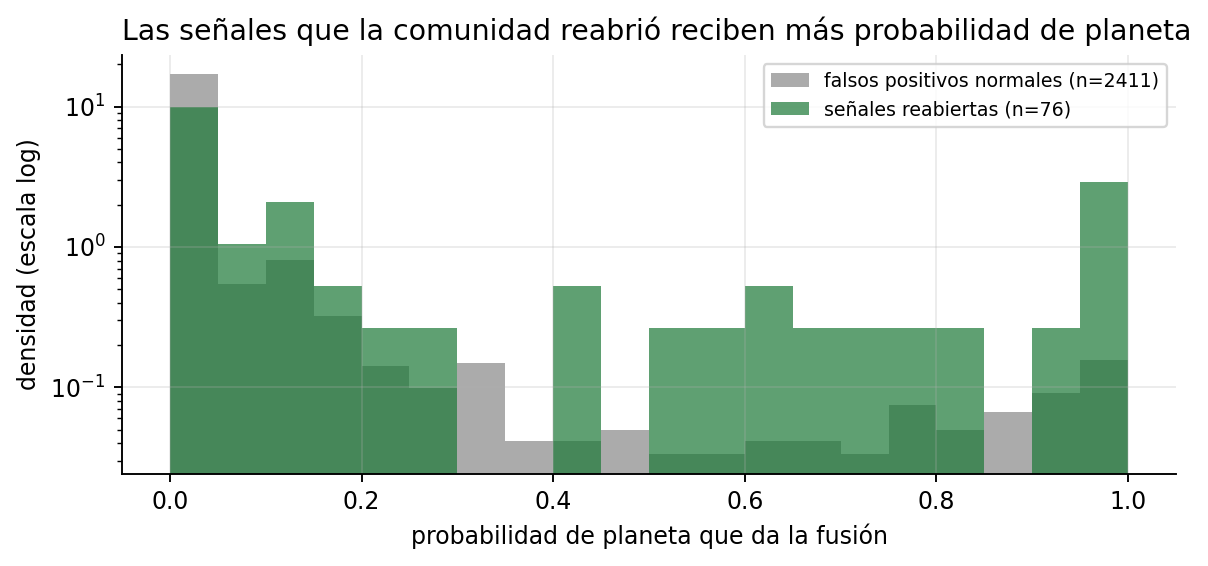 Las señales que la comunidad reabrió reciben más probabilidad de planeta
falsos positivos normales (n=2411)
señales reabiertas (n=76)
densidad (escala log)
10¹
10⁰
10⁻¹
0.0 0.2 0.4 0.6 0.8 1.0
probabilidad de planeta que da la fusión